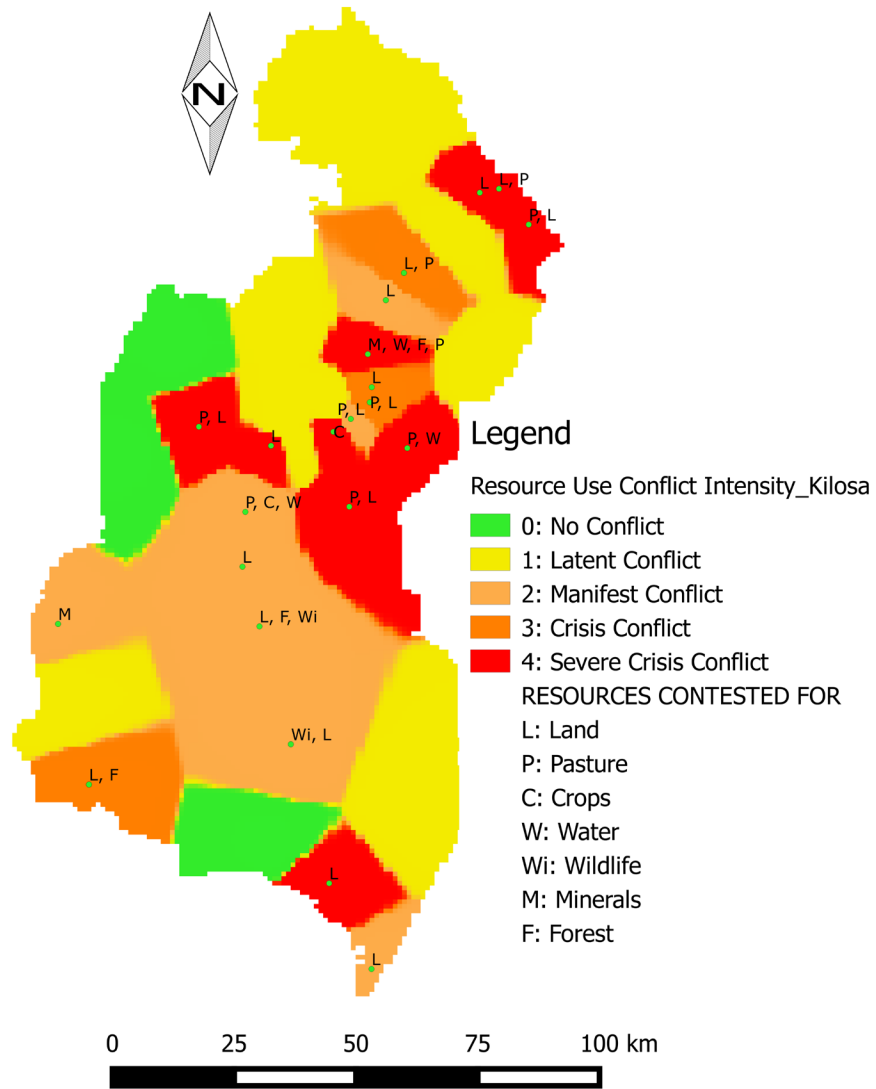 N
L
L, P
P, L
L, P
L
M, W, F, P
L
P, L
P, L
C
P, L
L
P, W
P, C, W
P, L
L
M
L, F, Wi
Wi, L
L, F
L
L
Legend
Resource Use Conflict Intensity_Kilosa
0: No Conflict
1: Latent Conflict
2: Manifest Conflict
3: Crisis Conflict
4: Severe Crisis Conflict
RESOURCES CONTESTED FOR
L: Land
P: Pasture
C: Crops
W: Water
Wi: Wildlife
M: Minerals
F: Forest
0 25 50 75 100 km